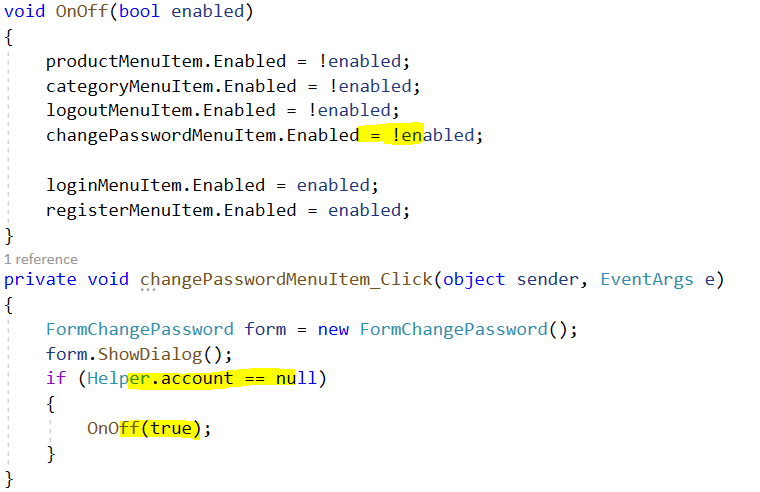 void OnOff(bool enabled)
{
productMenuItem.Enabled = !enabled;
categoryMenuItem.Enabled = !enabled;
logoutMenuItem.Enabled = !enabled;
changePasswordMenuItem.Enabled = !enabled;
loginMenuItem.Enabled = enabled;
registerMenuItem.Enabled = enabled;
}
1 reference
private void changePasswordMenuItem_Click(object sender, EventArgs e)
{
FormChangePassword form = new FormChangePassword();
form.ShowDialog();
if (Helper.account == null)
{
OnOff(true);
}
}